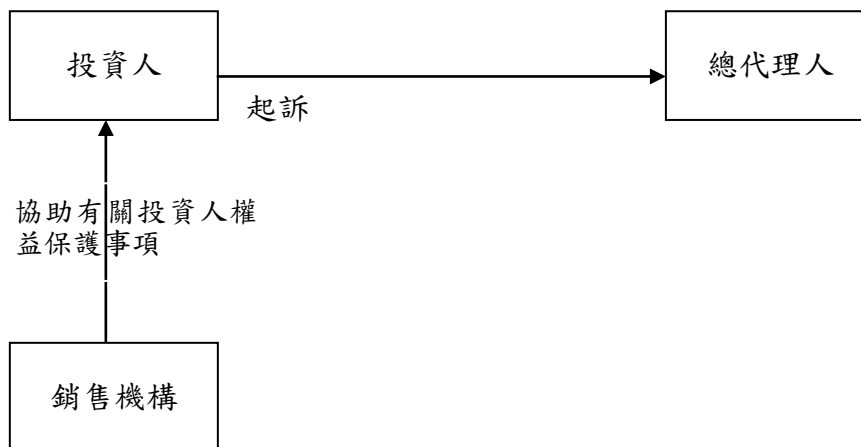 投資人
總代理人
起訴
協助有關投資人權
益保護事項
銷售機構